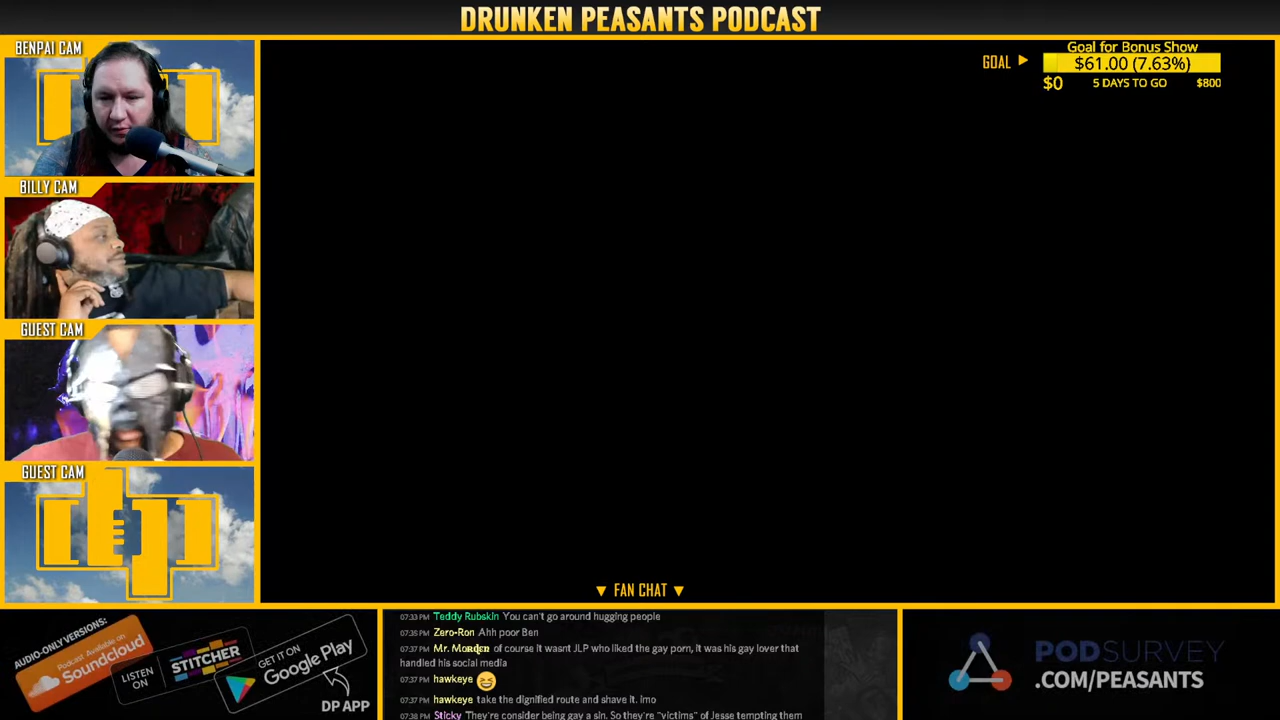 DRUNKEN PEASANTS PODCAST
BENPAI CAM
BILLY CAM
GUEST CAM
GUEST CAM
GOAL
Goal for Bonus Show
$61.00 (7.63%)
$0 5 DAYS TO GO $800
FAN CHAT
AUDIO-ONLY VERSIONS:
Podcast Available on
Soundcloud
LISTEN
ON
STITCHER
GET IT ON
Google Play
DP APP
07:33 PM Teddy Rubskin You can't go around hugging people
07:35 PM Zero-Ron Ahh poor Ben
07:37 PM Mr. Morden of course it wasnt JLP who liked the gay porn, it was his gay lover that
handled his social media
07:37 PM hawkeye 😆
07:37 PM hawkeye take the dignified route and shave it. imo
07:38 PM Sticky They're consider being gay a sin. So they're "victims" of Jesse tempting them
PODSURVEY
.COM/PEASANTS